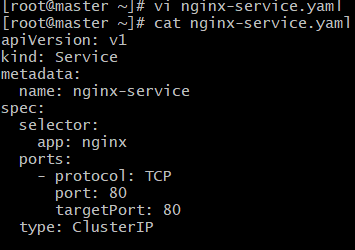 [root@master ~]# vi nginx-service.yaml
[root@master ~]# cat nginx-service.yaml
apiVersion: v1
kind: Service
metadata:
  name: nginx-service
spec:
  selector:
    app: nginx
  ports:
    - protocol: TCP
      port: 80
      targetPort: 80
  type: ClusterIP